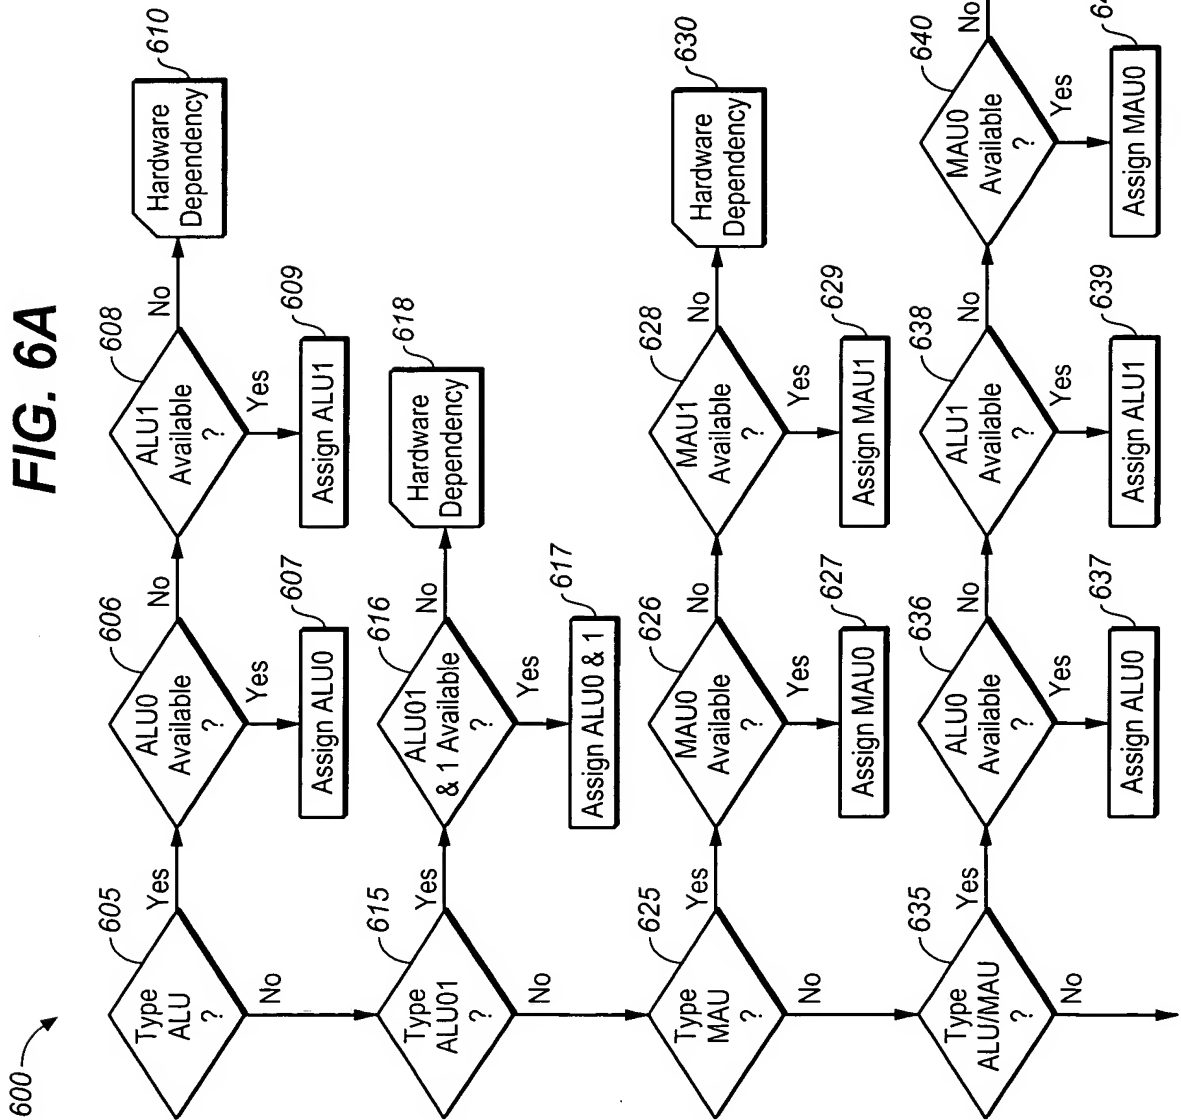 FIG. 6A
600
605
Type
ALU
?
Yes
No
606
ALU0
Available
?
Yes
No
607
Assign ALU0
608
ALU1
Available
?
Yes
No
609
Assign ALU1
610
Hardware
Dependency
615
Type
ALU01
?
Yes
No
616
ALU01
& 1 Available
?
Yes
No
617
Assign ALU0 & 1
618
Hardware
Dependency
625
Type
MAU
?
Yes
No
626
MAU0
Available
?
Yes
No
627
Assign MAU0
628
MAU1
Available
?
Yes
No
629
Assign MAU1
630
Hardware
Dependency
635
Type
ALU/MAU
?
Yes
No
636
ALU0
Available
?
Yes
No
637
Assign ALU0
638
ALU1
Available
?
Yes
No
639
Assign ALU1
640
MAU0
Available
?
Yes
No
Assign MAU0